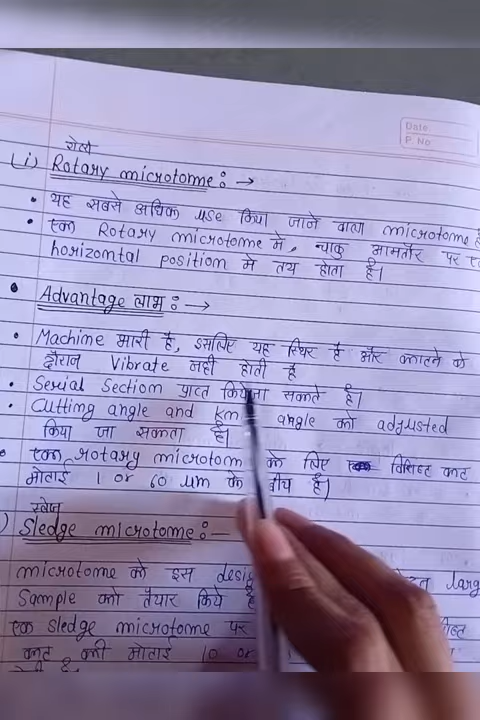 Date
P. No
रोटरी
(i) Rotary microtome : →
• यह सबसे अधिक use किया जाने वाला microtome है
• एक Rotary microtome में, चाकू आमतौर पर
horizontal position में तय होता है।
• Advantage लाभ : →
• Machine भारी है, इसलिए यह स्थिर है और काटने के
दौरान Vibrate नही होती है
• Serial Section प्राप्त किये जा सकते है।
• Cutting angle and angle को adjusted
किया जा सकता है।
• एक rotary microtom के लिए विशिष्ट कट
मोटाई 1 or 60 µm के बीच है।
स्लेज
) Sledge microtome : —
microtome को इस larg
Sample को तैयार किये
एक sledge microtome पर
कट की मोटाई 10 or